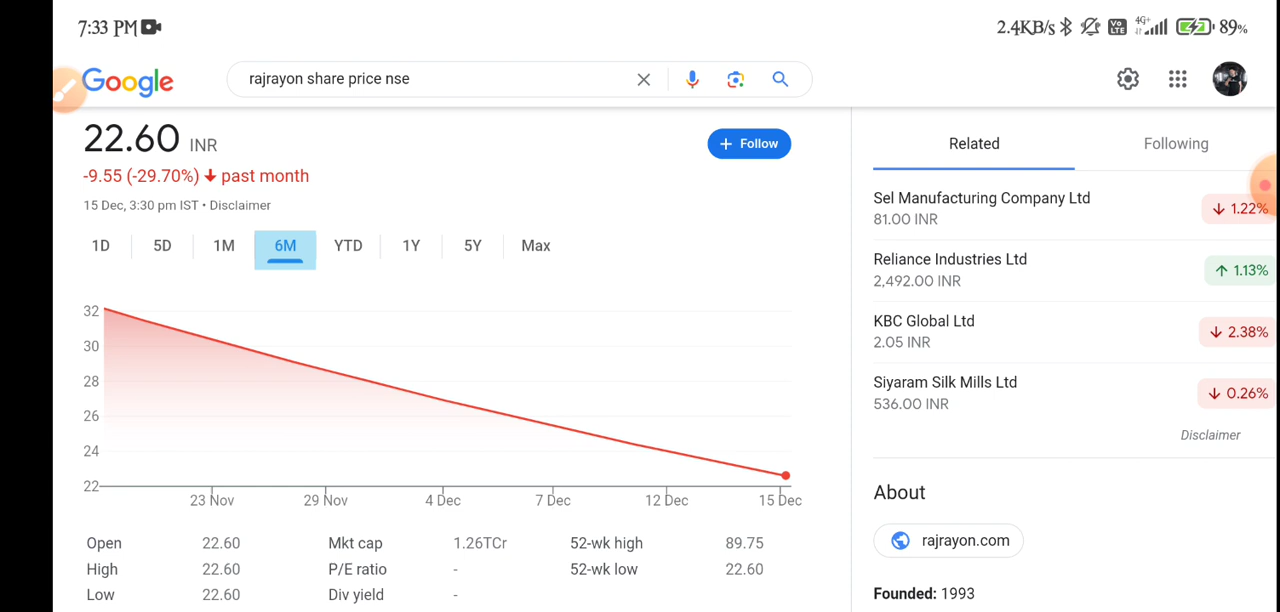 7:33 PM
2.4KB/s Vo LTE 4G+ 89%
Google
rajrayon share price nse
22.60 INR
+ Follow
-9.55 (-29.70%) ↓ past month
15 Dec, 3:30 pm IST • Disclaimer
1D 5D 1M 6M YTD 1Y 5Y Max
32
30
28
26
24
22
23 Nov 29 Nov 4 Dec 7 Dec 12 Dec 15 Dec
Open 22.60 Mkt cap 1.26TCr 52-wk high 89.75
High 22.60 P/E ratio - 52-wk low 22.60
Low 22.60 Div yield -
Related Following
Sel Manufacturing Company Ltd
81.00 INR ↓ 1.22%
Reliance Industries Ltd
2,492.00 INR ↑ 1.13%
KBC Global Ltd
2.05 INR ↓ 2.38%
Siyaram Silk Mills Ltd
536.00 INR ↓ 0.26%
Disclaimer
About
rajrayon.com
Founded: 1993